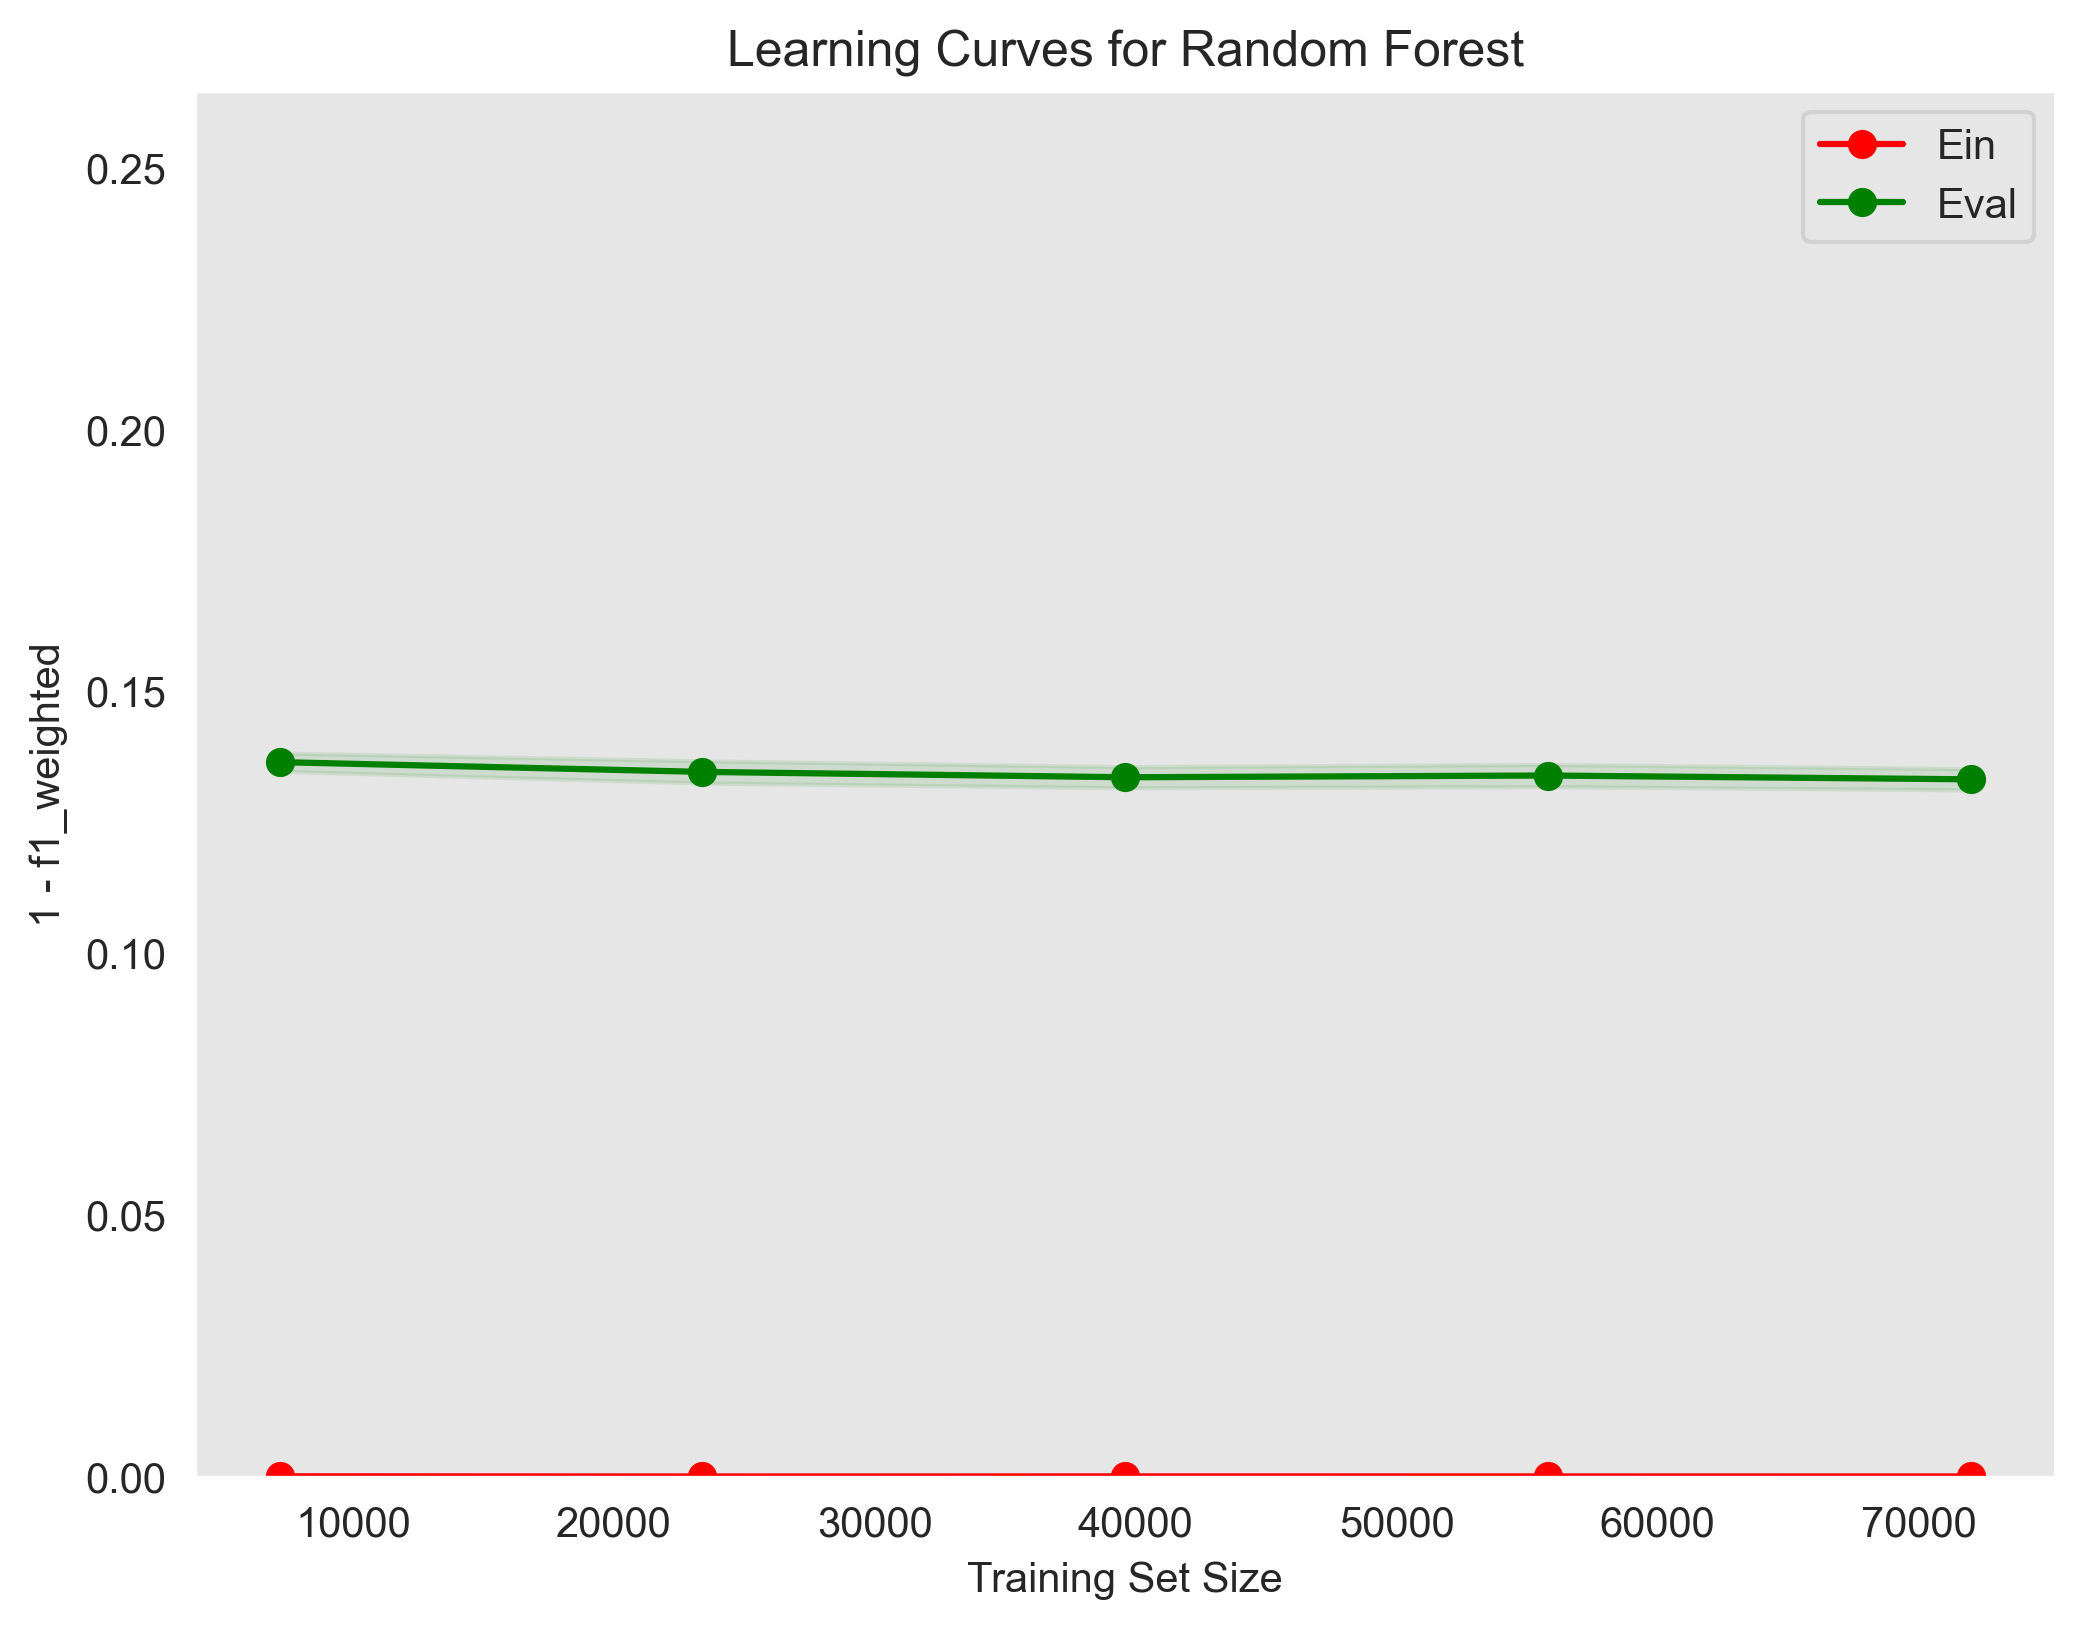 Learning Curves for Random Forest
Ein
Eval
0.25
0.20
0.15
0.10
0.05
0.00
1 - f1_weighted
10000 20000 30000 40000 50000 60000 70000
Training Set Size